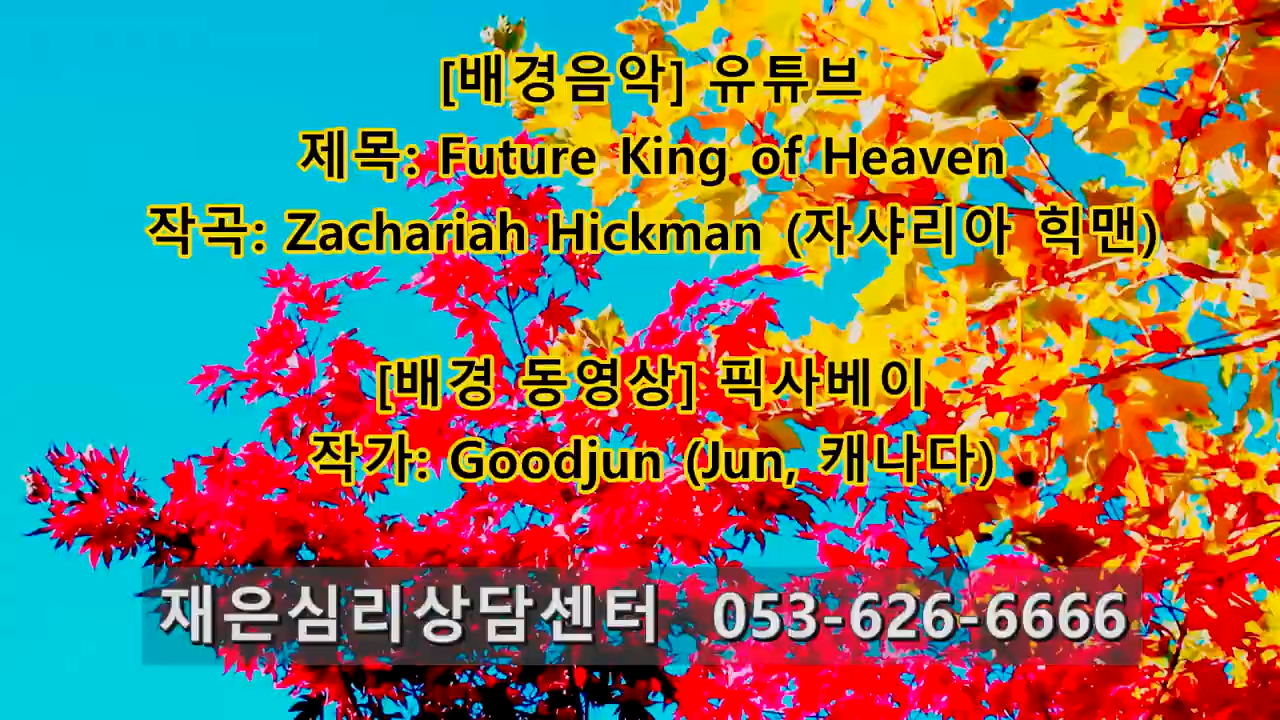 [배경음악] 유튜브
제목: Future King of Heaven
작곡: Zachariah Hickman (자샤리아 힉맨)
[배경 동영상] 픽사베이
작가: Goodjun (Jun, 캐나다)
재은심리상담센터 053-626-6666